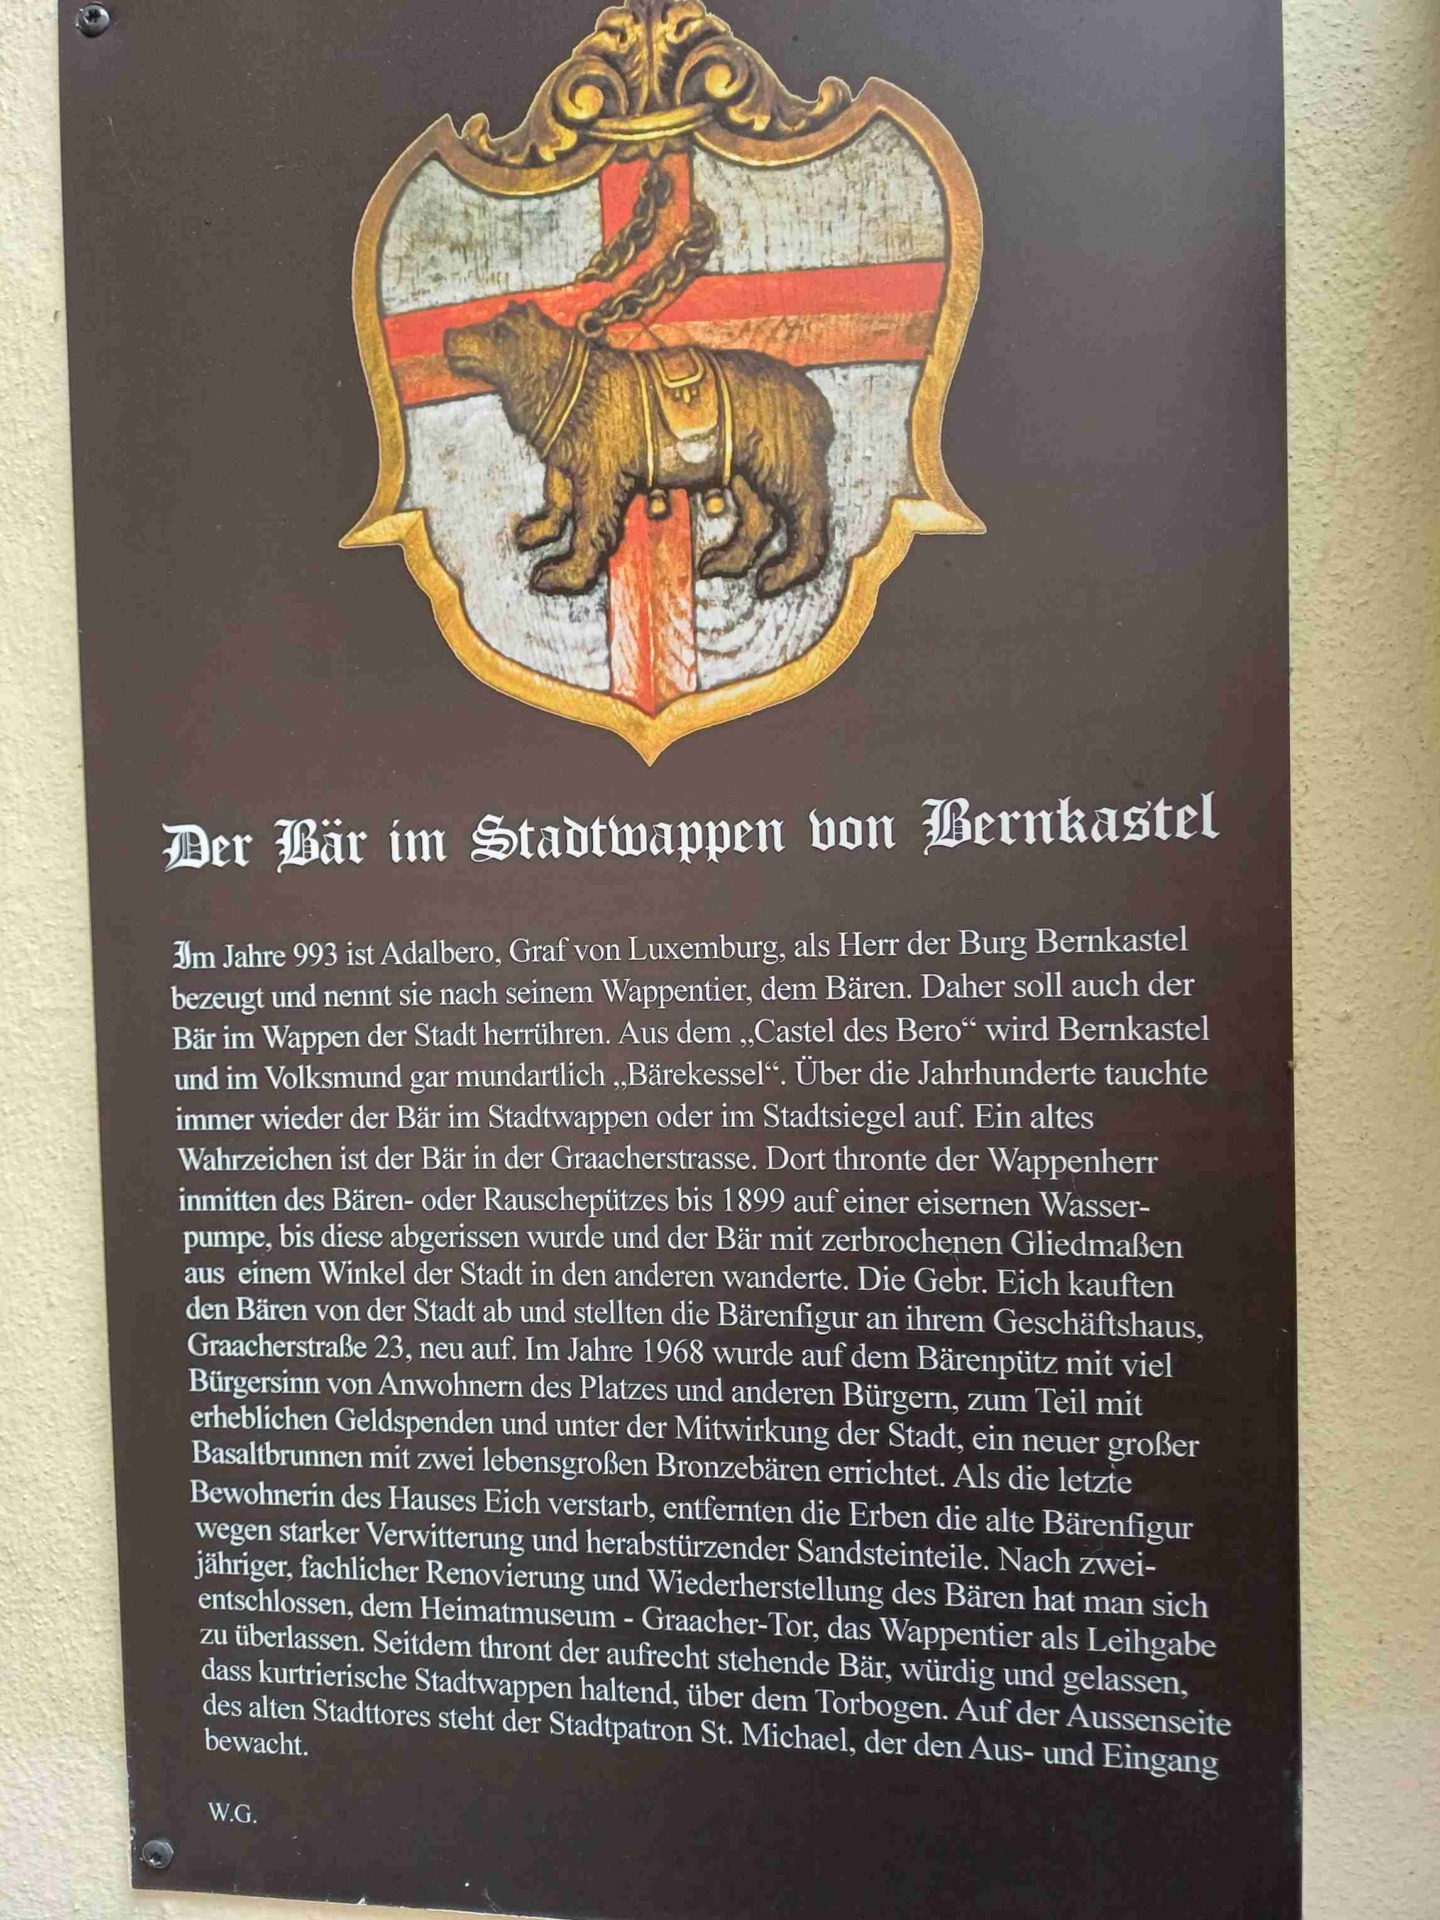 Der Bär im Stadtwappen von Bernkastel
Im Jahre 993 ist Adalbero, Graf von Luxemburg, als Herr der Burg Bernkastel
bezeugt und nennt sie nach seinem Wappentier, dem Bären. Daher soll auch der
Bär im Wappen der Stadt herrühren. Aus dem „Castel des Bero“ wird Bernkastel
und im Volksmund gar mundartlich „Bärekessel“. Über die Jahrhunderte tauchte
immer wieder der Bär im Stadtwappen oder im Stadtsiegel auf. Ein altes
Wahrzeichen ist der Bär in der Graacherstrasse. Dort thronte der Wappenherr
inmitten des Bären- oder Rauschepützes bis 1899 auf einer eisernen Wasser-
pumpe, bis diese abgerissen wurde und der Bär mit zerbrochenen Gliedmaßen
aus einem Winkel der Stadt in den anderen wanderte. Die Gebr. Eich kauften
den Bären von der Stadt ab und stellten die Bärenfigur an ihrem Geschäftshaus,
Graacherstraße 23, neu auf. Im Jahre 1968 wurde auf dem Bärenpütz mit viel
Bürgersinn von Anwohnern des Platzes und anderen Bürgern, zum Teil mit
erheblichen Geldspenden und unter der Mitwirkung der Stadt, ein neuer großer
Basaltbrunnen mit zwei lebensgroßen Bronzebären errichtet. Als die letzte
Bewohnerin des Hauses Eich verstarb, entfernten die Erben die alte Bärenfigur
wegen starker Verwitterung und herabstürzender Sandsteinteile. Nach zwei-
jähriger, fachlicher Renovierung und Wiederherstellung des Bären hat man sich
entschlossen, dem Heimatmuseum - Graacher-Tor, das Wappentier als Leihgabe
zu überlassen. Seitdem thront der aufrecht stehende Bär, würdig und gelassen,
dass kurtrierische Stadtwappen haltend, über dem Torbogen. Auf der Aussenseite
des alten Stadttores steht der Stadtpatron St. Michael, der den Aus- und Eingang
bewacht.
W.G.